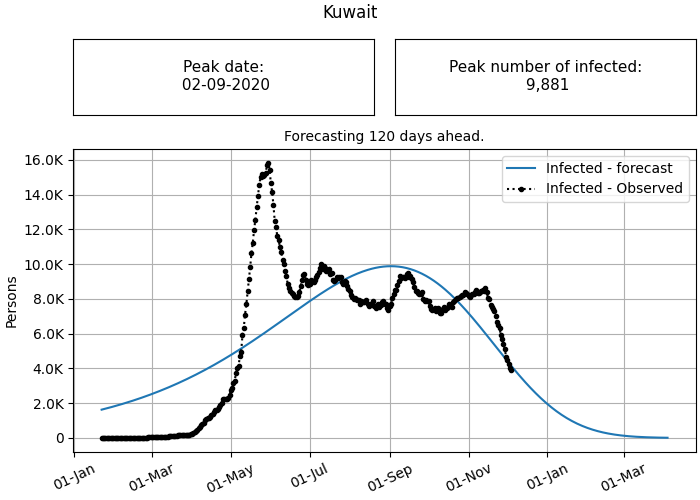 Kuwait
Peak date:
02-09-2020
Peak number of infected:
9,881
Forecasting 120 days ahead.
Infected - forecast
Infected - Observed
Persons
16.0K
14.0K
12.0K
10.0K
8.0K
6.0K
4.0K
2.0K
0
01-Jan
01-Mar
01-May
01-Jul
01-Sep
01-Nov
01-Jan
01-Mar